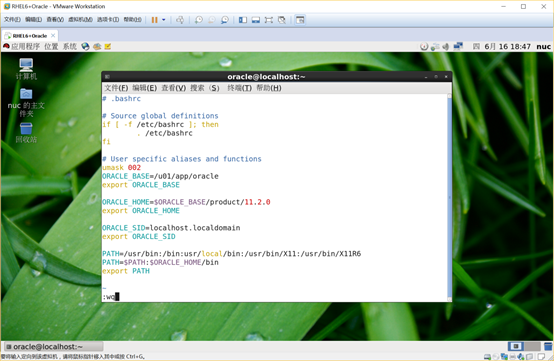 RHEL6+Oracle - VMware Workstation
文件(F) 编辑(E) 查看(V) 虚拟机(M) 选项卡(T) 帮助(H)
RHEL6+Oracle
应用程序 位置 系统
四 6月 16 18:47 nuc
计算机
nuc 的主文件夹
回收站
oracle@localhost:~
文件(F) 编辑(E) 查看(V) 搜索 (S) 终端(T) 帮助(H)
# .bashrc
# Source global definitions
if [ -f /etc/bashrc ]; then
. /etc/bashrc
fi
# User specific aliases and functions
umask 002
ORACLE_BASE=/u01/app/oracle
export ORACLE_BASE
ORACLE_HOME=$ORACLE_BASE/product/11.2.0
export ORACLE_HOME
ORACLE_SID=localhost.localdomain
export ORACLE_SID
PATH=/usr/bin:/bin:usr/local/bin:/usr/bin/X11:/usr/bin/X11R6
PATH=$PATH:$ORACLE_HOME/bin
export PATH
~
:wq
oracle@localhost:~
要将输入定向到该虚拟机，请将鼠标指针移入其中或按 Ctrl+G。